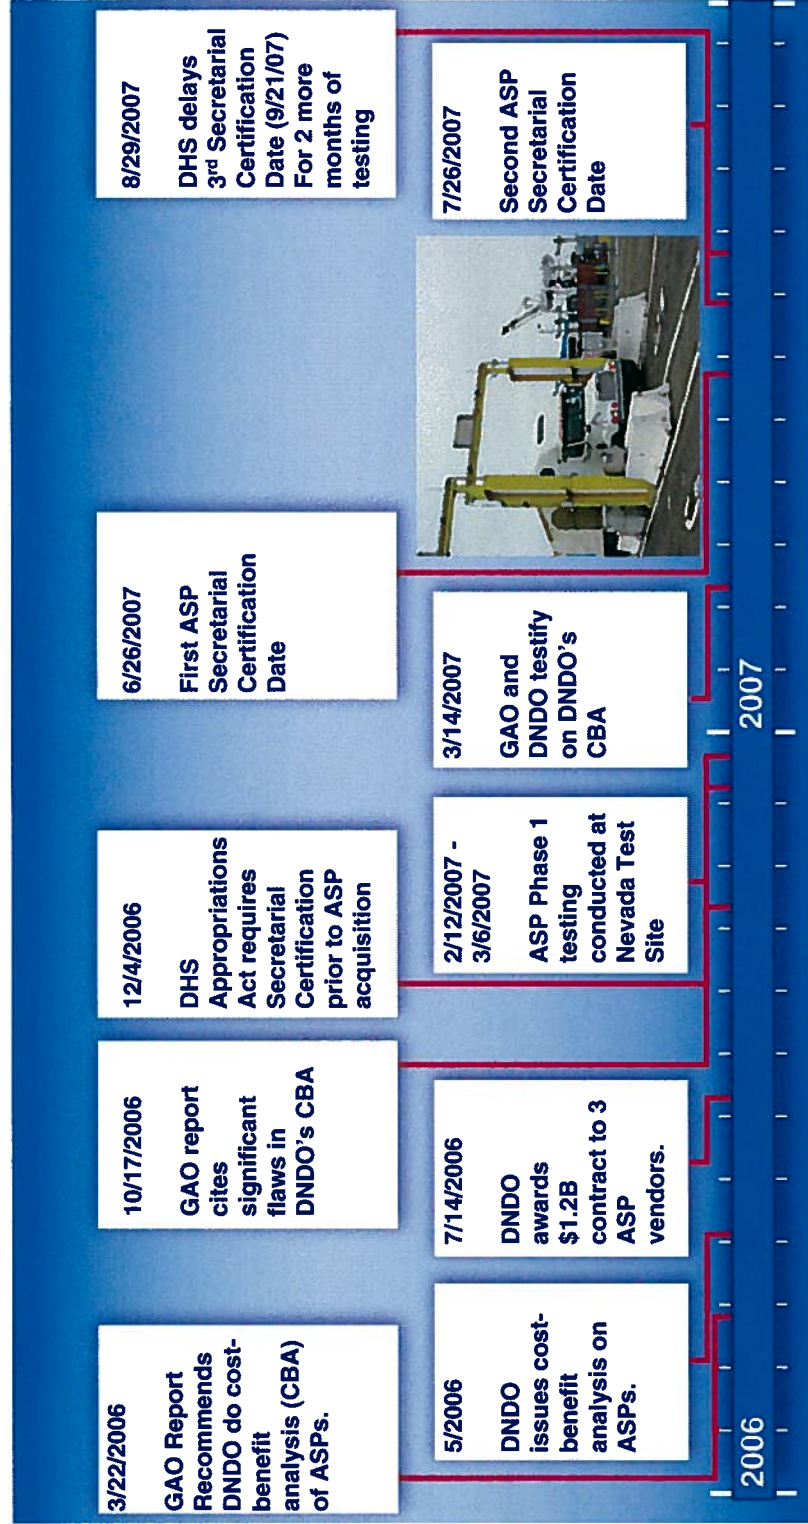 3/22/2006
GAO Report
Recommends
DNDO do cost-
benefit
analysis (CBA)
of ASPs.
10/17/2006
GAO report
cites
significant
flaws in
DNDO's CBA
12/4/2006
DHS
Appropriations
Act requires
Secretarial
Certification
prior to ASP
acquisition
6/26/2007
First ASP
Secretarial
Certification
Date
8/29/2007
DHS delays
3rd Secretarial
Certification
Date (9/21/07)
For 2 more
months of
testing
5/2006
DNDO
issues cost-
benefit
analysis on
ASPs.
7/14/2006
DNDO
awards
$1.2B
contract to 3
ASP
vendors.
2/12/2007 -
3/6/2007
ASP Phase 1
testing
conducted at
Nevada Test
Site
3/14/2007
GAO and
DNDO testify
on DNDO's
CBA
7/26/2007
Second ASP
Secretarial
Certification
Date
2006
2007